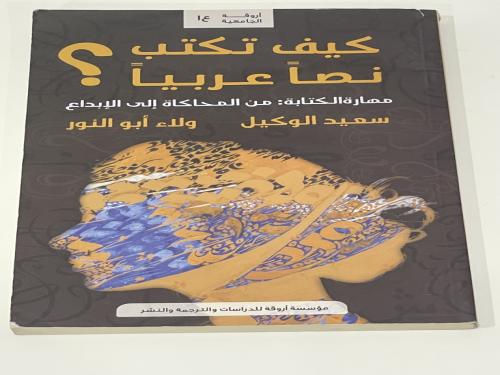 أروقة
الجامعية
١٤
كيف تكتب
نصاً عربياً ؟
مهارة الكتابة: من المحاكاة إلى الإبداع
سعيد الوكيل ولاء أبو النور
مؤسسة أروقة للدراسات والترجمة والنشر